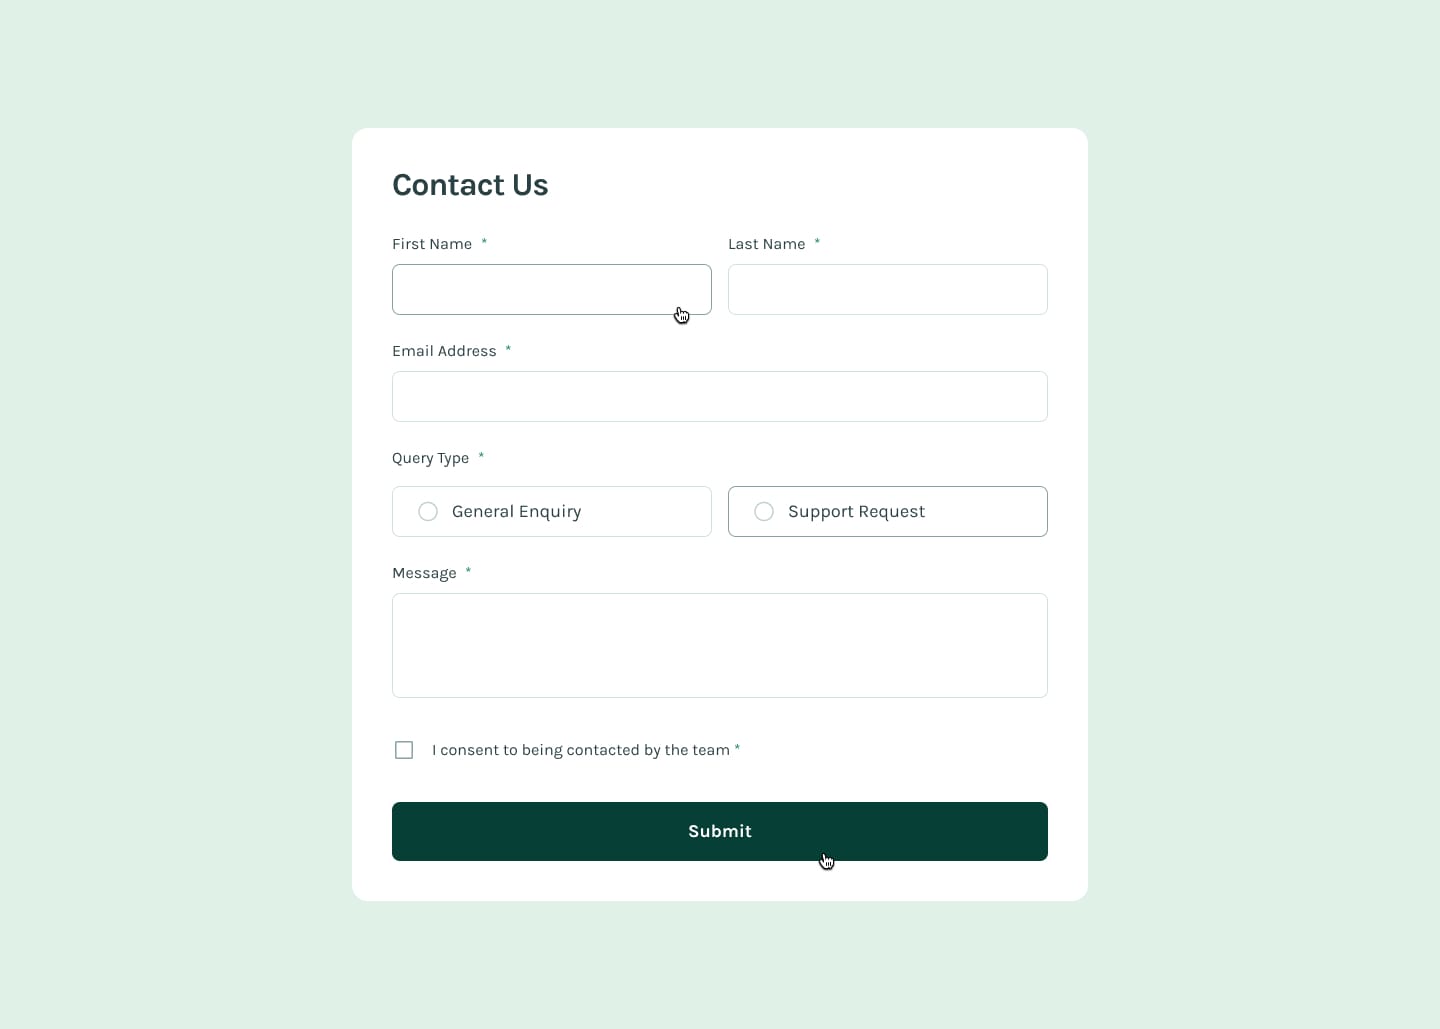 Contact Us
First Name *
Last Name *
Email Address *
Query Type *
General Enquiry
Support Request
Message *
I consent to being contacted by the team *
Submit